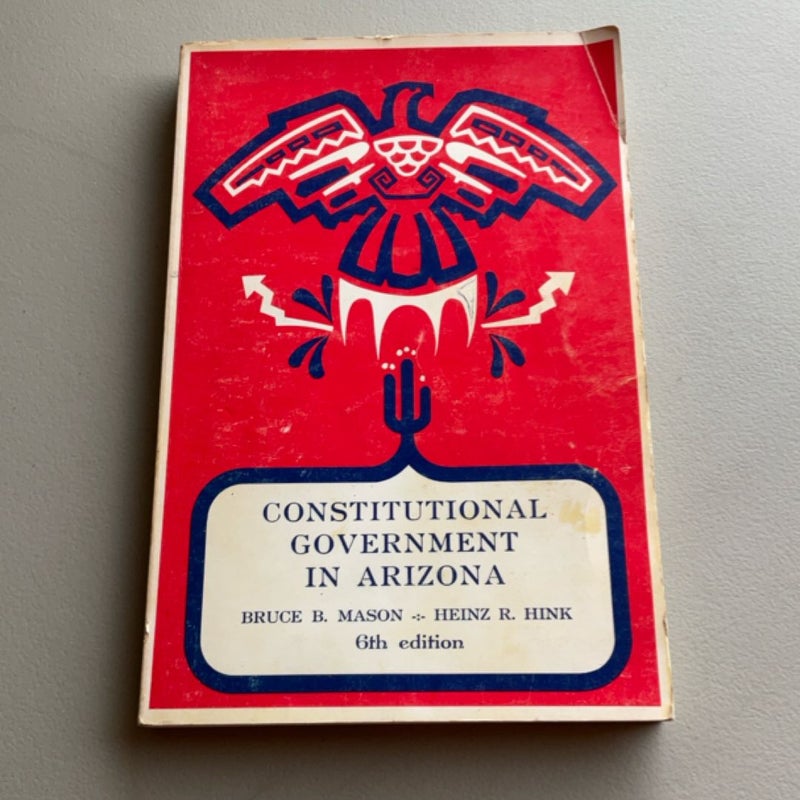 CONSTITUTIONAL
GOVERNMENT
IN ARIZONA
BRUCE B. MASON -:- HEINZ R. HINK
6th edition